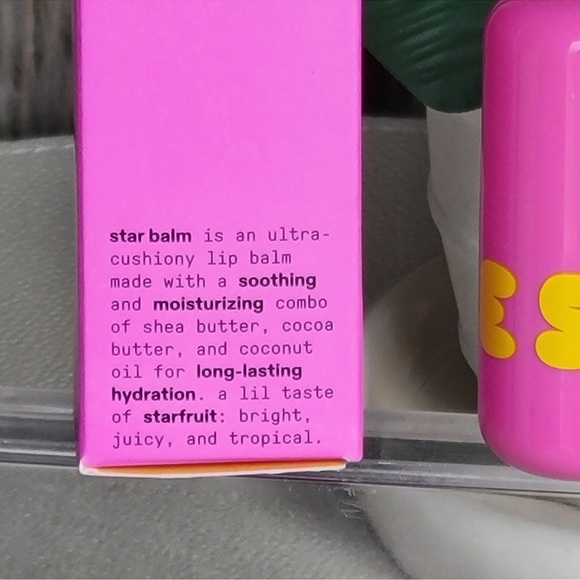 star balm is an ultra-
cushiony lip balm
made with a soothing
and moisturizing combo
of shea butter, cocoa
butter, and coconut
oil for long-lasting
hydration. a lil taste
of starfruit: bright,
juicy, and tropical.